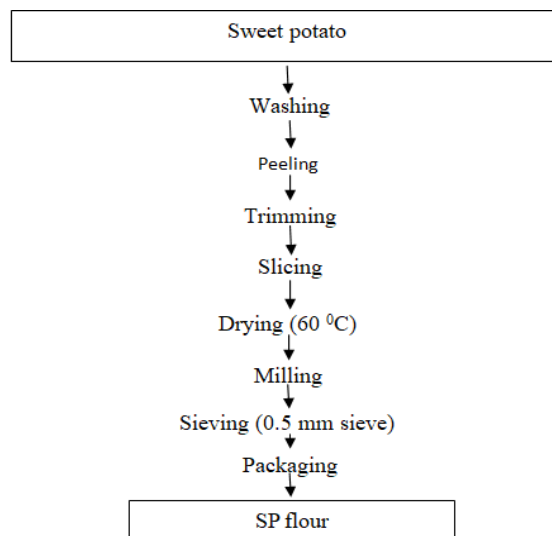 Sweet potato
Washing
Peeling
Trimming
Slicing
Drying (60 ⁰C)
Milling
Sieving (0.5 mm sieve)
Packaging
SP flour